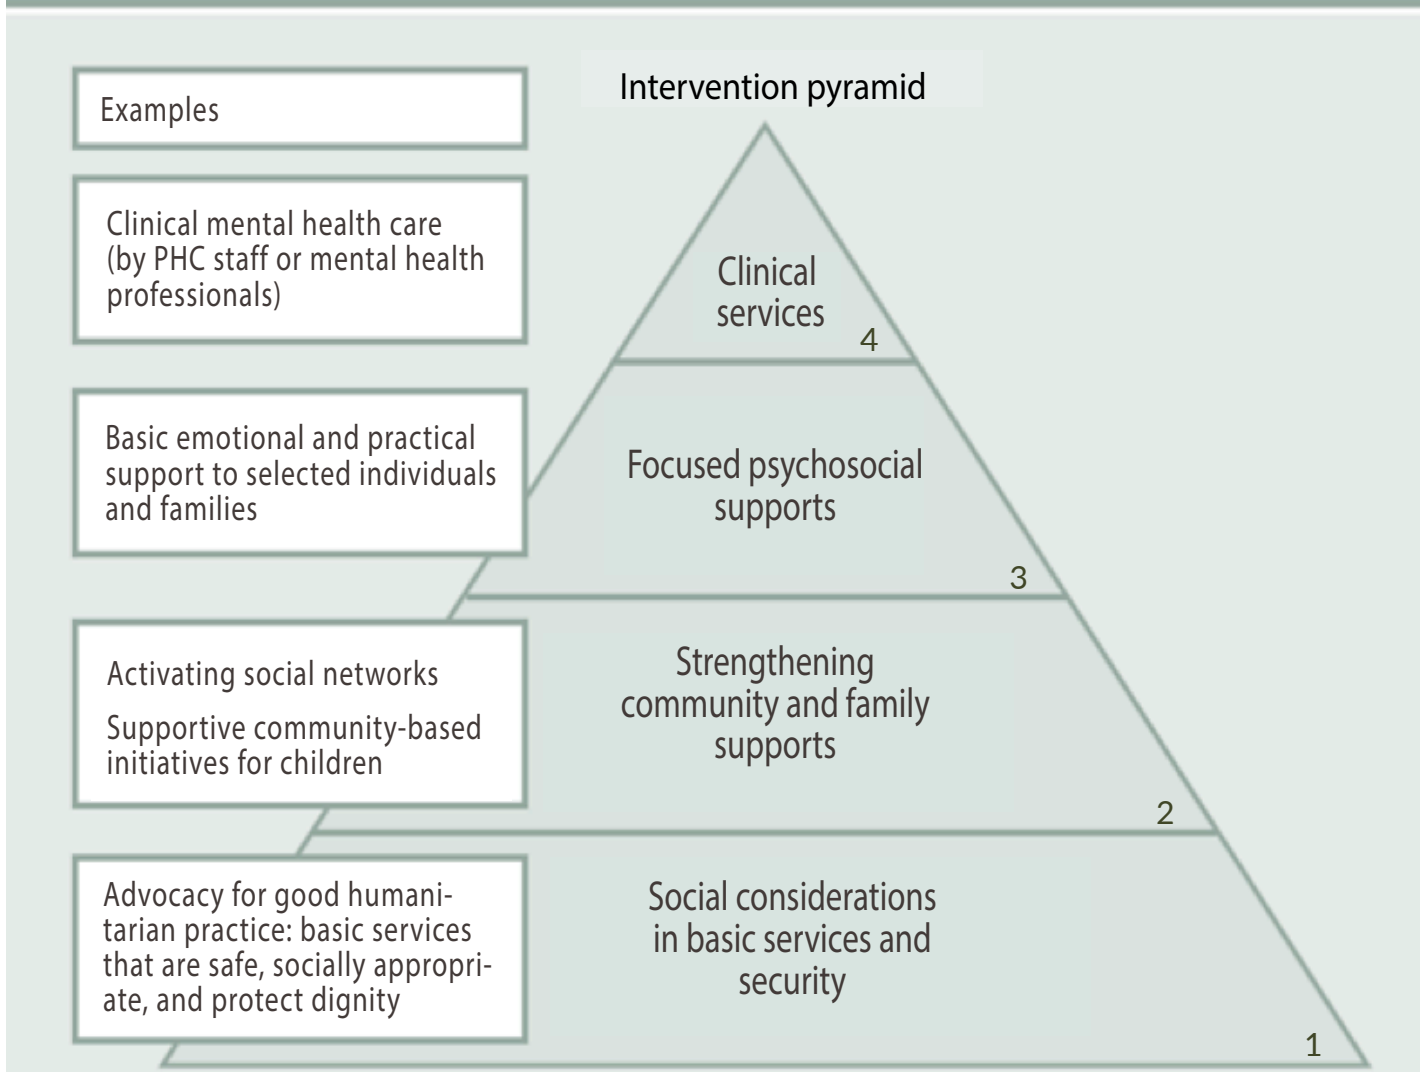 Intervention pyramid
Examples
Clinical mental health care
(by PHC staff or mental health
professionals)
Clinical
services
4
Basic emotional and practical
support to selected individuals
and families
Focused psychosocial
supports
3
Activating social networks
Supportive community-based
initiatives for children
Strengthening
community and family
supports
2
Advocacy for good humani-
tarian practice: basic services
that are safe, socially appropri-
ate, and protect dignity
Social considerations
in basic services and
security
1